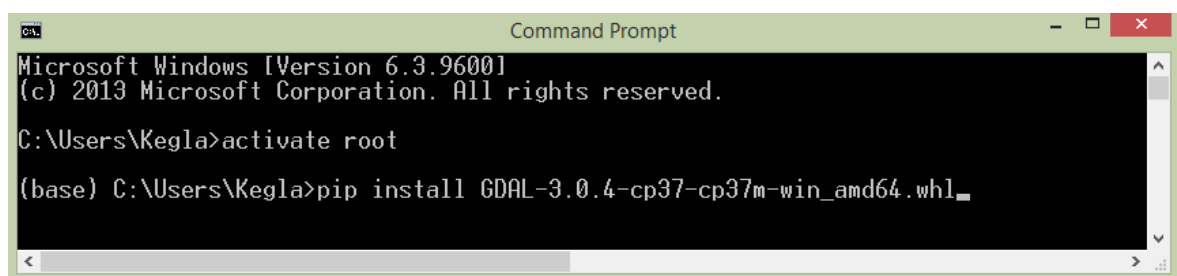 Command Prompt
Microsoft Windows [Version 6.3.9600]
(c) 2013 Microsoft Corporation. All rights reserved.
C:\Users\Kegla>activate root
(base) C:\Users\Kegla>pip install GDAL-3.0.4-cp37-cp37m-win_amd64.whl